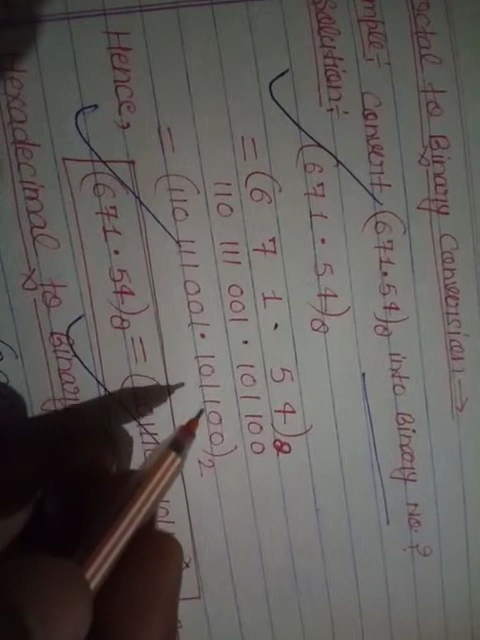 Octal to Binary Conversion →
Convert (671.54)8 into Binary No.?
Solution:
(671.54)8
= (6 7 1 . 5 4)8
110 111 001 . 101 100
= (110111001.101100)2
Hence,
(671.54)8 =
Hexadecimal to Binary